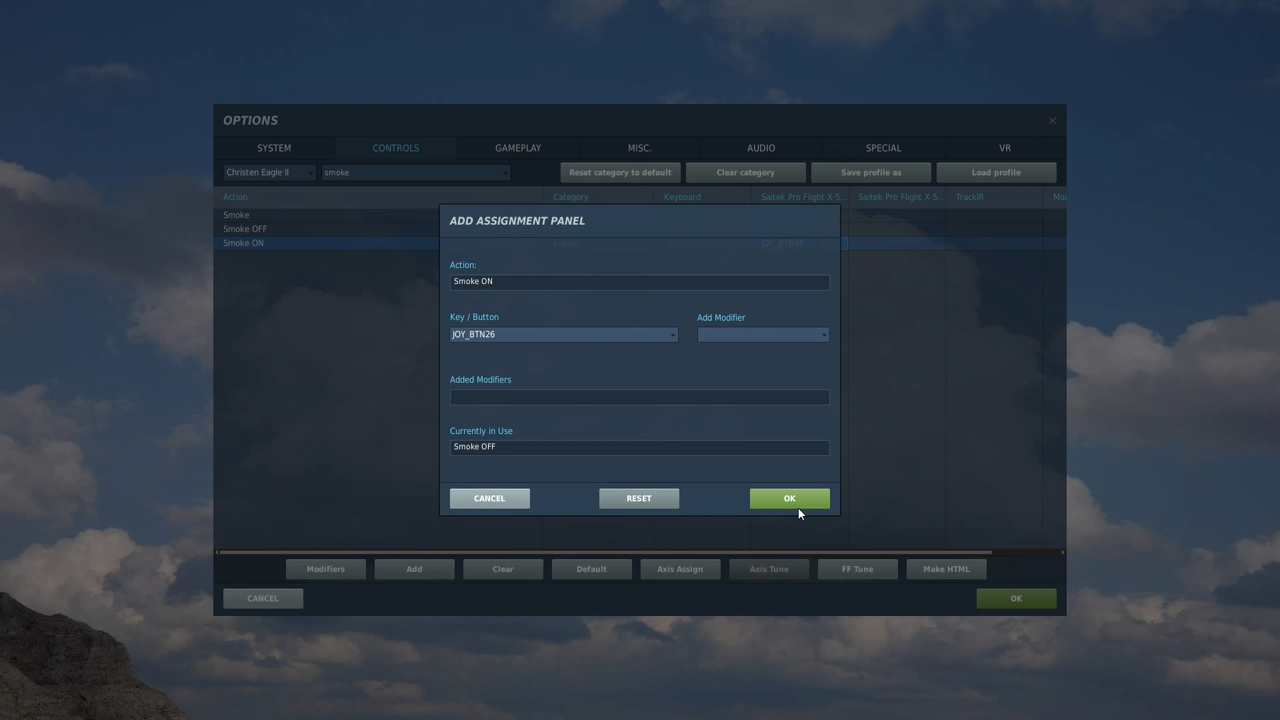 OPTIONS
×
SYSTEM CONTROLS GAMEPLAY MISC. AUDIO SPECIAL VR
Christen Eagle II smoke Reset category to default Clear category Save profile as Load profile
Action Category Keyboard Saitek Pro Flight X-5... Saitek Pro Flight X-5... TrackIR
Smoke
Smoke OFF
Smoke ON
ADD ASSIGNMENT PANEL
Action:
Smoke ON
Key / Button Add Modifier
JOY_BTN26
Added Modifiers
Currently in Use
Smoke OFF
CANCEL RESET OK
Modifiers Add Clear Default Axis Assign Axis Tune FF Tune Make HTML
CANCEL OK